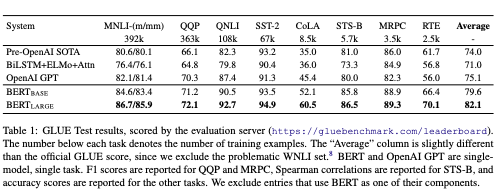 System MNLI-(m/mm) QQP QNLI SST-2 CoLA STS-B MRPC RTE Average
392k 363k 108k 67k 8.5k 5.7k 3.5k 2.5k -
Pre-OpenAI SOTA 80.6/80.1 66.1 82.3 93.2 35.0 81.0 86.0 61.7 74.0
BiLSTM+ELMo+Attn 76.4/76.1 64.8 79.8 90.4 36.0 73.3 84.9 56.8 71.0
OpenAI GPT 82.1/81.4 70.3 87.4 91.3 45.4 80.0 82.3 56.0 75.1
BERTBASE 84.6/83.4 71.2 90.5 93.5 52.1 85.8 88.9 66.4 79.6
BERTLARGE 86.7/85.9 72.1 92.7 94.9 60.5 86.5 89.3 70.1 82.1
Table 1: GLUE Test results, scored by the evaluation server (https://gluebenchmark.com/leaderboard).
The number below each task denotes the number of training examples. The “Average” column is slightly different
than the official GLUE score, since we exclude the problematic WNLI set.8 BERT and OpenAI GPT are single-
model, single task. F1 scores are reported for QQP and MRPC, Spearman correlations are reported for STS-B, and
accuracy scores are reported for the other tasks. We exclude entries that use BERT as one of their components.